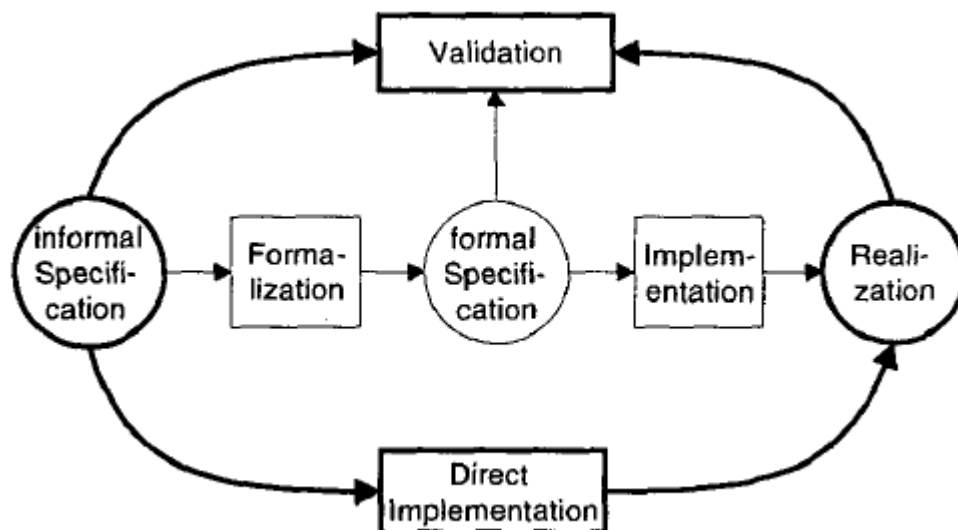 Validation
informal
Specifi-
cation
Forma-
lization
formal
Specifi-
cation
Implem-
entation
Reali-
zation
Direct
Implementation